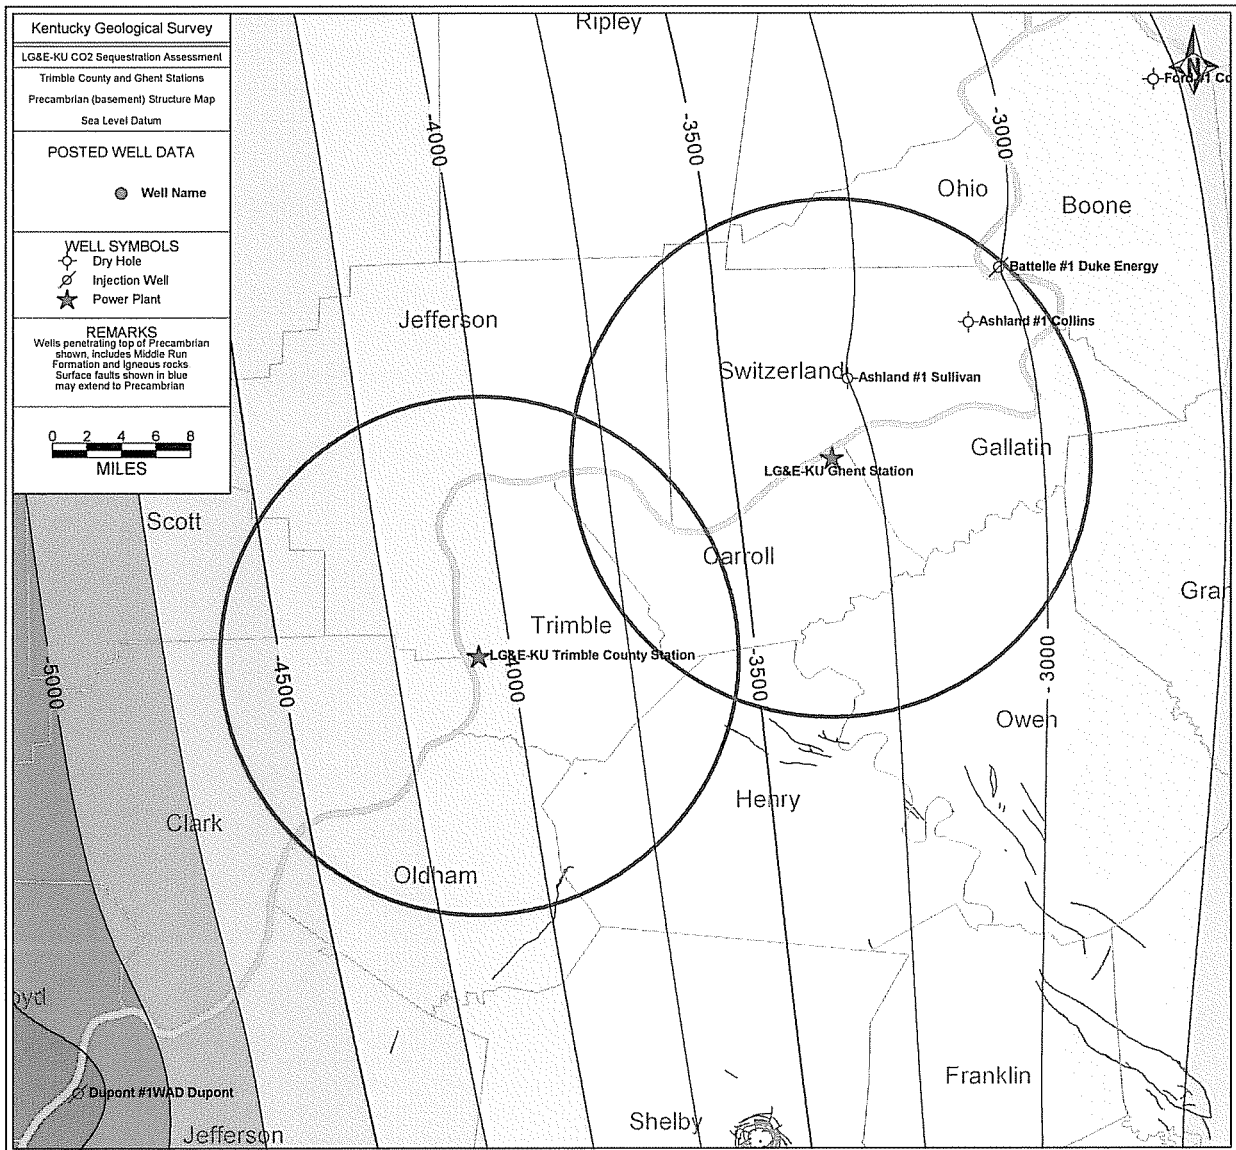 Kentucky Geological Survey
LG&E-KU CO2 Sequestration Assessment
Trimble County and Ghent Stations
Precambrian (basement) Structure Map
Sea Level Datum
POSTED WELL DATA
Well Name
WELL SYMBOLS
Dry Hole
Injection Well
Power Plant
REMARKS
Wells penetrating top of Precambrian
shown, includes Middle Run
Formation and Igneous rocks
Surface faults shown in blue
may extend to Precambrian
0 2 4 6 8
MILES
Ripley
N
Ford #1 Co
-4000
-3500
-3000
Ohio
Boone
Battelle #1 Duke Energy
Jefferson
Ashland #1 Collins
Switzerland
Ashland #1 Sullivan
Gallatin
LG&E-KU Ghent Station
Scott
Carroll
Gran
Trimble
LG&E-KU Trimble County Station
-5000
-4500
-4000
-3500
-3000
Owen
Henry
Clark
Oldham
oyd
Franklin
Dupont #1WAD Dupont
Shelby
Jefferson